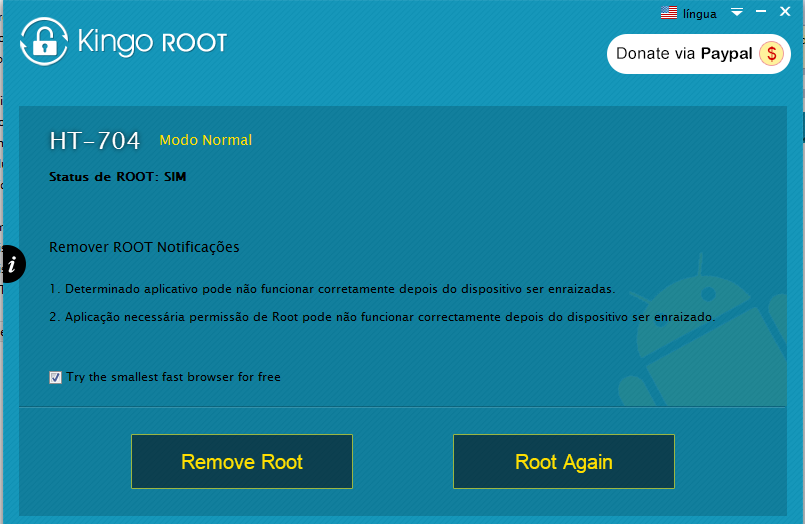 língua
Kingo ROOT
Donate via Paypal $
HT-704 Modo Normal
Status de ROOT: SIM
Remover ROOT Notificações
i
1. Determinado aplicativo pode não funcionar corretamente depois do dispositivo ser enraizadas.
2. Aplicação necessária permissão de Root pode não funcionar correctamente depois do dispositivo ser enraizado.
Try the smallest fast browser for free
Remove Root Root Again